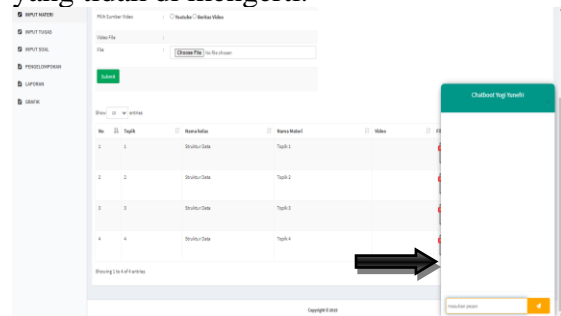 yang tidak di mengerti.
INPUT MATERI
INPUT TUGAS
INPUT SOAL
PENGELOMPOKAN
LAPORAN
GRAFIK
Pilih Sumber Video : Youtube Berkas Video
Video File :
File : Choose File No file chosen
Submit
Show 10 entries
No Topik Nama kelas Nama Materi Video
1 1 Struktur Data Topik 1
2 2 Struktur Data Topik 2
3 3 Struktur Data Topik 3
4 4 Struktur Data Topik 4
Showing 1 to 4 of 4 entries
Copyright © 2019
Chatboot Yogi Yunefri
masukan pesan